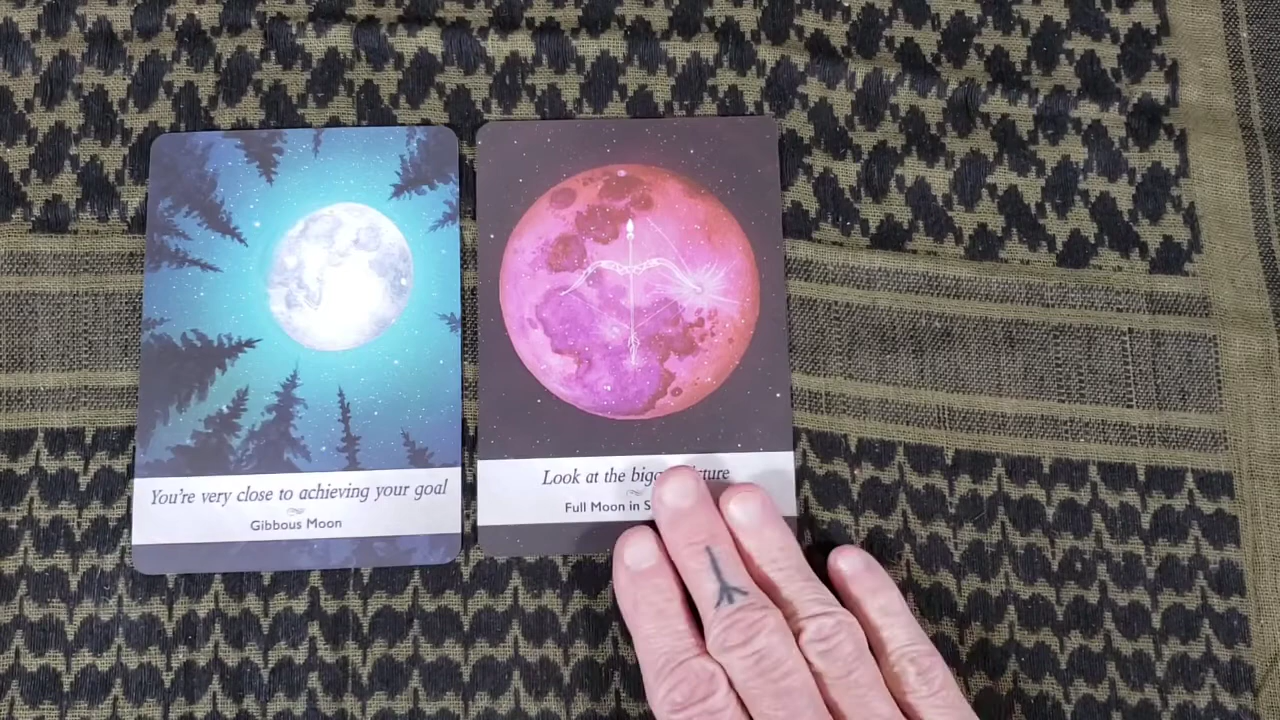 You're very close to achieving your goal
Gibbous Moon
Look at the
Full Moon in